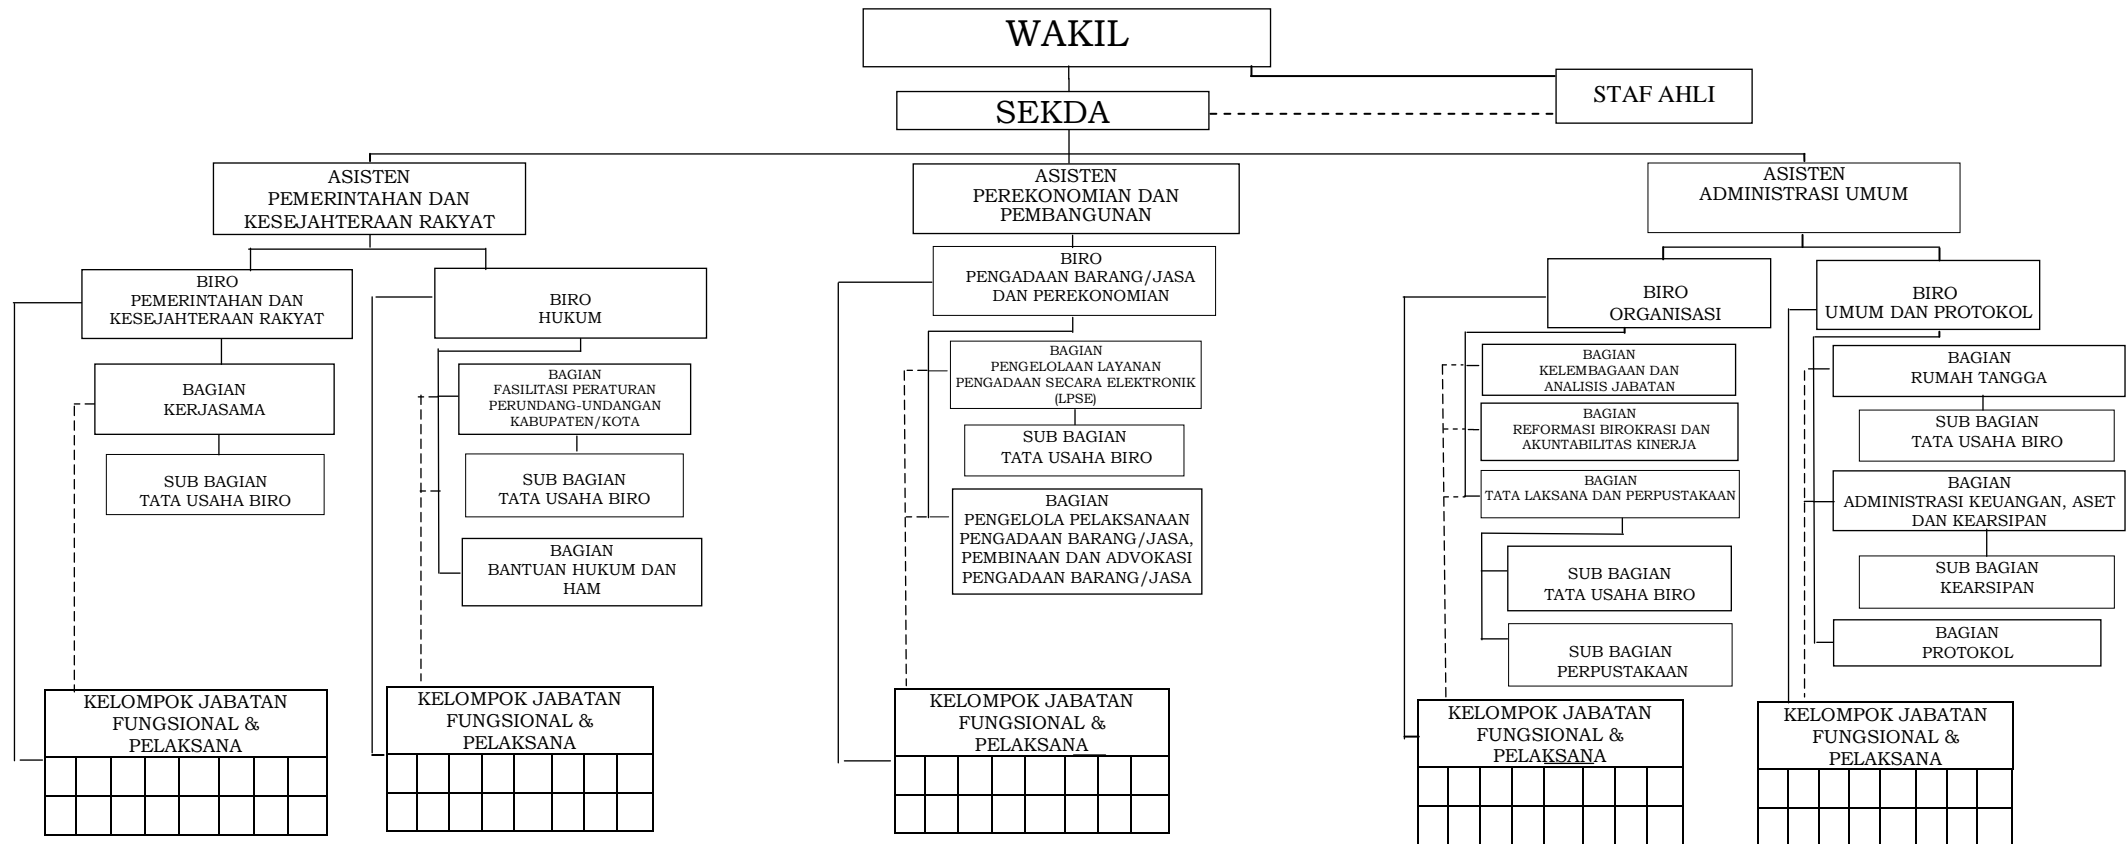 WAKIL
STAF AHLI
SEKDA
ASISTEN
PEMERINTAHAN DAN
KESEJAHTERAAN RAKYAT
ASISTEN
PEREKONOMIAN DAN
PEMBANGUNAN
ASISTEN
ADMINISTRASI UMUM
BIRO
PEMERINTAHAN DAN
KESEJAHTERAAN RAKYAT
BAGIAN
KERJASAMA
SUB BAGIAN
TATA USAHA BIRO
KELOMPOK JABATAN
FUNGSIONAL &
PELAKSANA
BIRO
HUKUM
BAGIAN
FASILITASI PERATURAN
PERUNDANG-UNDANGAN
KABUPATEN/KOTA
SUB BAGIAN
TATA USAHA BIRO
BAGIAN
BANTUAN HUKUM DAN
HAM
KELOMPOK JABATAN
FUNGSIONAL &
PELAKSANA
BIRO
PENGADAAN BARANG/JASA
DAN PEREKONOMIAN
BAGIAN
PENGELOLAAN LAYANAN
PENGADAAN SECARA ELEKTRONIK
(LPSE)
SUB BAGIAN
TATA USAHA BIRO
BAGIAN
PENGELOLA PELAKSANAAN
PENGADAAN BARANG/JASA,
PEMBINAAN DAN ADVOKASI
PENGADAAN BARANG/JASA
KELOMPOK JABATAN
FUNGSIONAL &
PELAKSANA
BIRO
ORGANISASI
BAGIAN
KELEMBAGAAN DAN
ANALISIS JABATAN
BAGIAN
REFORMASI BIROKRASI DAN
AKUNTABILITAS KINERJA
BAGIAN
TATA LAKSANA DAN PERPUSTAKAAN
SUB BAGIAN
TATA USAHA BIRO
SUB BAGIAN
PERPUSTAKAAN
KELOMPOK JABATAN
FUNGSIONAL &
PELAKSANA
BIRO
UMUM DAN PROTOKOL
BAGIAN
RUMAH TANGGA
SUB BAGIAN
TATA USAHA BIRO
BAGIAN
ADMINISTRASI KEUANGAN, ASET
DAN KEARSIPAN
SUB BAGIAN
KEARSIPAN
BAGIAN
PROTOKOL
KELOMPOK JABATAN
FUNGSIONAL &
PELAKSANA